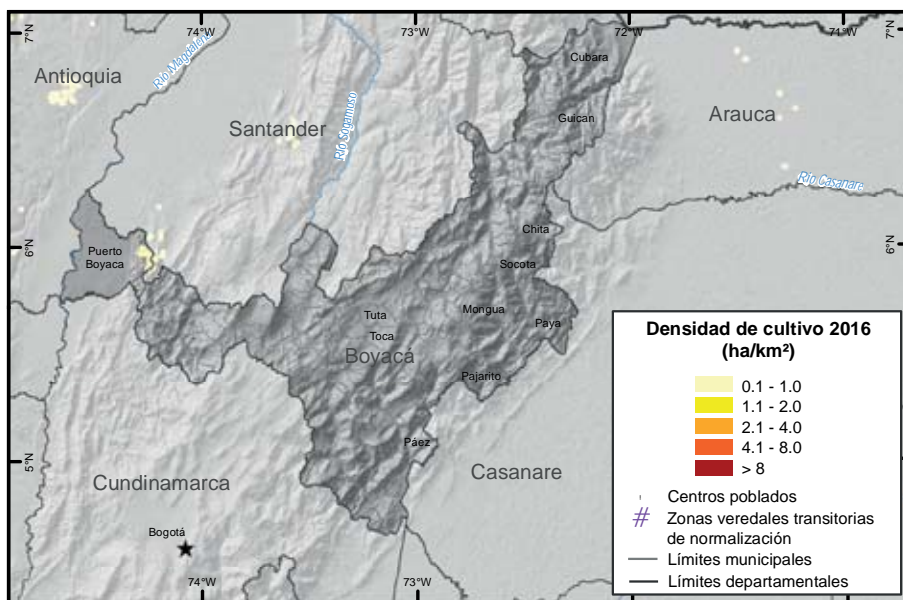 74°W
73°W
72°W
71°W
7°N
7°N
Cubara
Antioquia
Río Magdalena
Guican
Arauca
Santander
Río Sogamoso
Río Casanare
6°N
6°N
Chita
Puerto
Boyaca
Socota
Mongua
Tuta
Paya
Toca
Boyacá
Pajarito
Páez
5°N
Casanare
Cundinamarca
Bogotá
74°W
73°W
Densidad de cultivo 2016
(ha/km²)
0.1 - 1.0
1.1 - 2.0
2.1 - 4.0
4.1 - 8.0
> 8
Centros poblados
# Zonas veredales transitorias
de normalización
Límites municipales
Límites departamentales